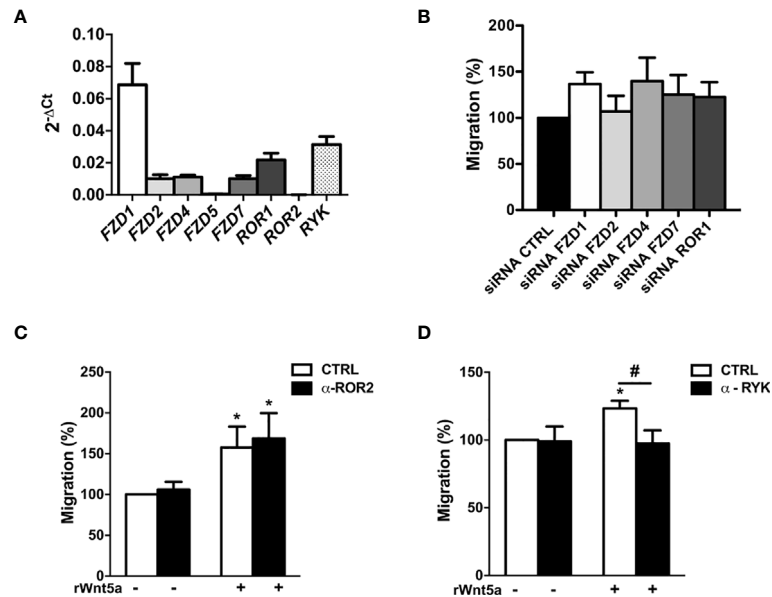 A
2-ΔCt
0.10
0.08
0.06
0.04
0.02
0.00
FZD1
FZD2
FZD4
FZD5
FZD7
ROR1
ROR2
RYK
B
Migration (%)
200
150
100
50
0
siRNA CTRL
siRNA FZD1
siRNA FZD2
siRNA FZD4
siRNA FZD7
siRNA ROR1
C
Migration (%)
250
200
150
100
50
0
CTRL
α-ROR2
* *
rWnt5a - - + +
D
Migration (%)
150
100
50
0
CTRL
α - RYK
#
*
rWnt5a - - + +